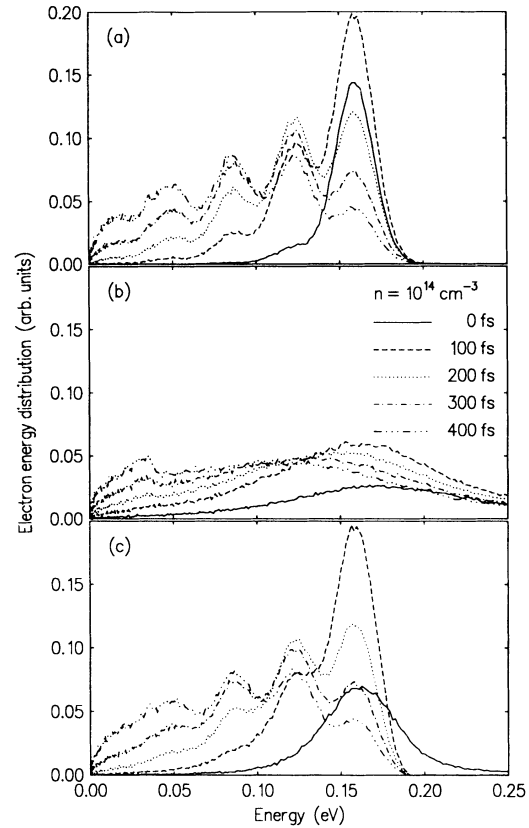 0.20
(a)
0.15
0.10
0.05
0.00
(b)
n = 10¹⁴ cm⁻³
0 fs
100 fs
200 fs
300 fs
400 fs
0.15
0.10
0.05
0.00
(c)
0.15
0.10
0.05
0.00
Electron energy distribution (arb. units)
0.00 0.05 0.10 0.15 0.20 0.25
Energy (eV)